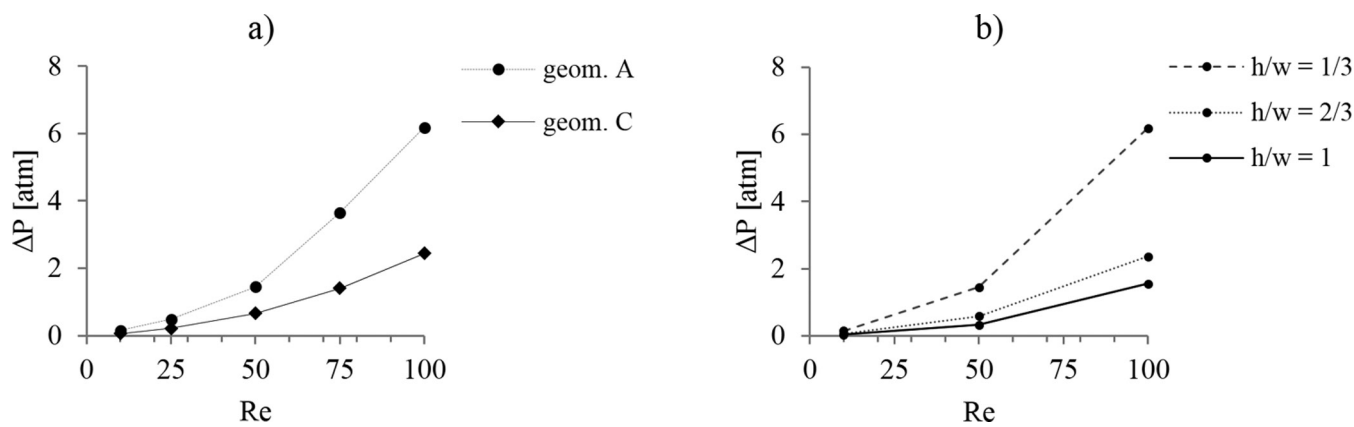 a)
ΔP [atm]
8
6
4
2
0
0 25 50 75 100
Re
geom. A
geom. C
b)
ΔP [atm]
8
6
4
2
0
0 25 50 75 100
Re
h/w = 1/3
h/w = 2/3
h/w = 1